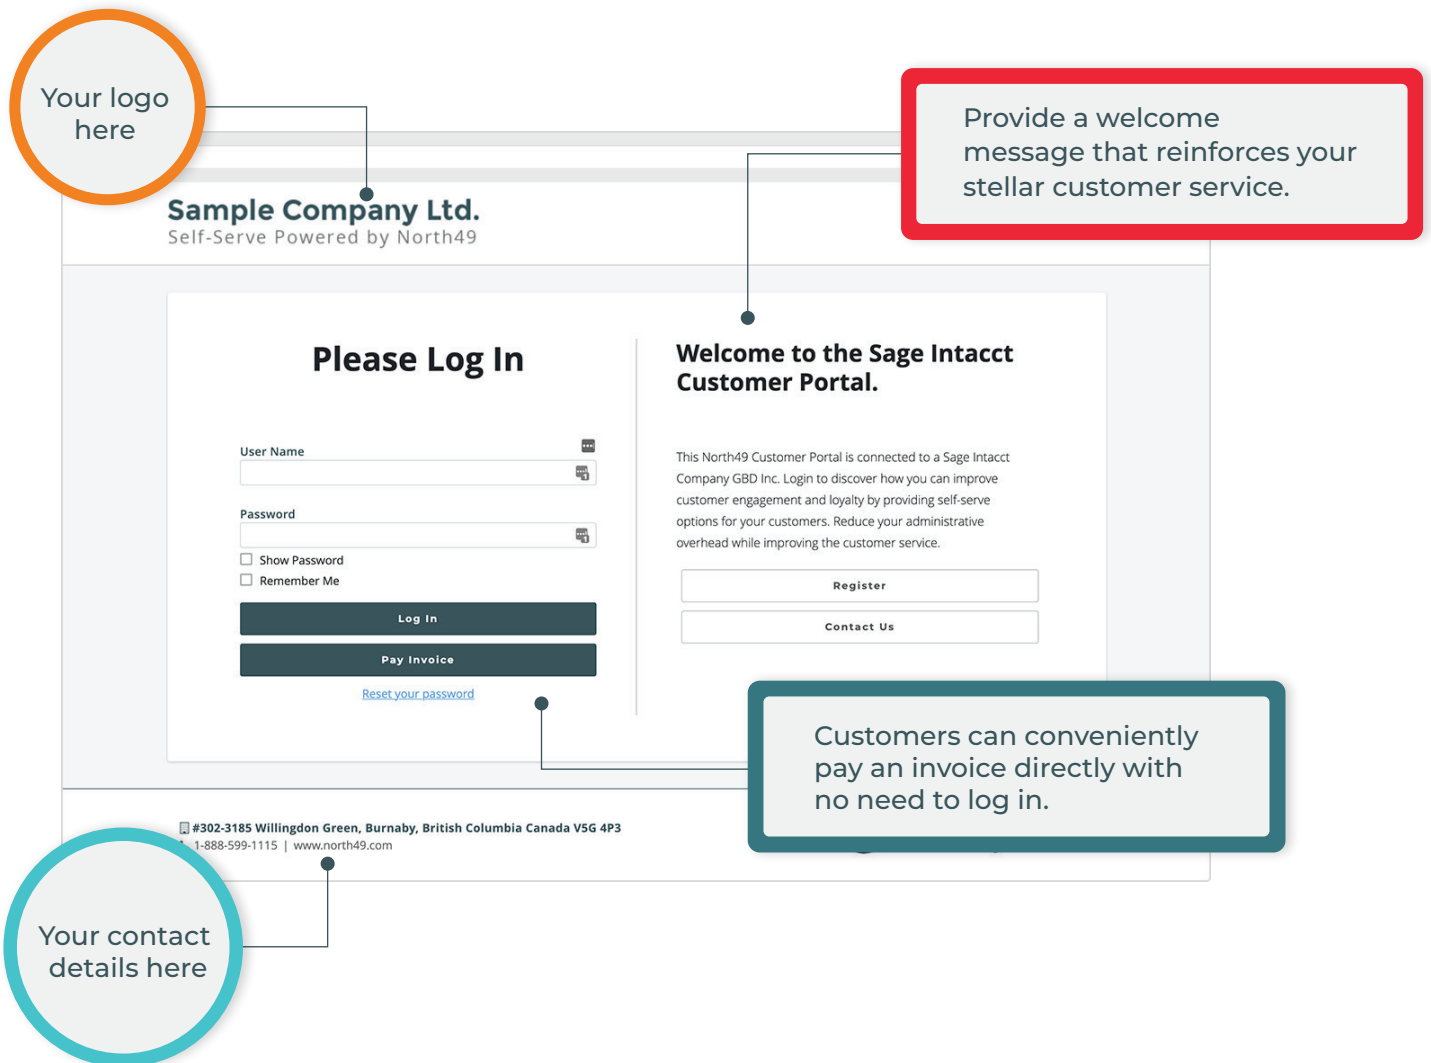 Your logo
here
Provide a welcome
message that reinforces your
stellar customer service.
Sample Company Ltd.
Self-Serve Powered by North49
Please Log In
User Name
Password
Show Password
Remember Me
Log In
Pay Invoice
Reset your password
Welcome to the Sage Intacct
Customer Portal.
This North49 Customer Portal is connected to a Sage Intacct
Company GBD Inc. Login to discover how you can improve
customer engagement and loyalty by providing self-serve
options for your customers. Reduce your administrative
overhead while improving the customer service.
Register
Contact Us
Customers can conveniently
pay an invoice directly with
no need to log in.
#302-3185 Willingdon Green, Burnaby, British Columbia Canada V5G 4P3
1-888-599-1115 | www.north49.com
Your contact
details here